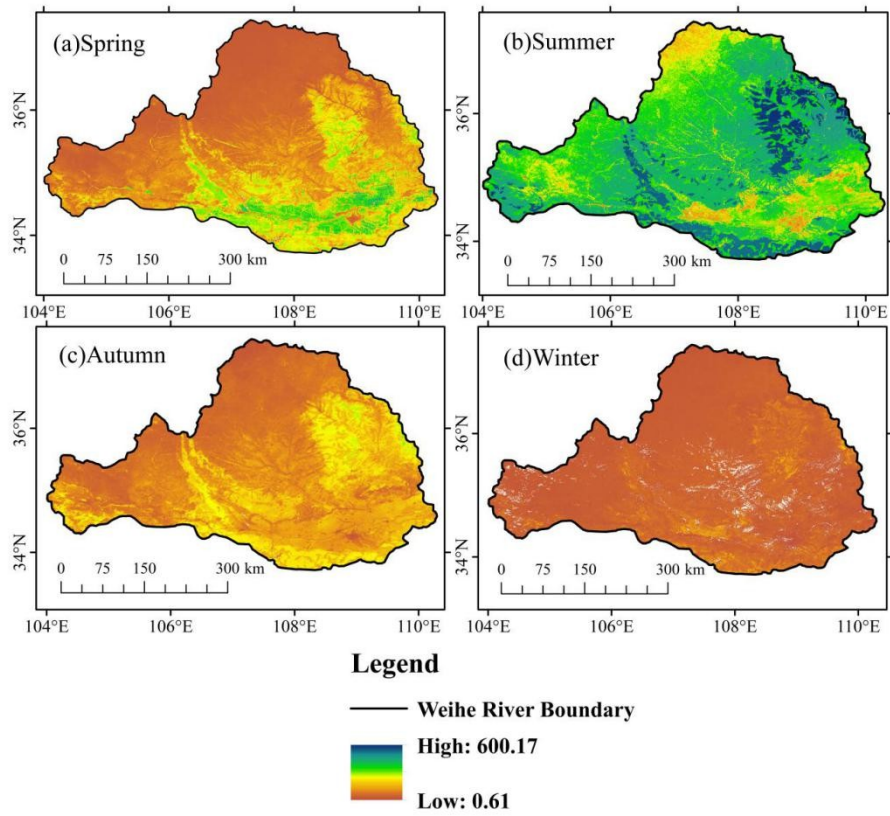 (a)Spring
(b)Summer
36°N
34°N
0 75 150 300 km
36°N
34°N
0 75 150 300 km
104°E 106°E 108°E 110°E
104°E 106°E 108°E 110°E
(c)Autumn
(d)Winter
36°N
34°N
0 75 150 300 km
36°N
34°N
0 75 150 300 km
104°E 106°E 108°E 110°E
104°E 106°E 108°E 110°E
Legend
Weihe River Boundary
High: 600.17
Low: 0.61